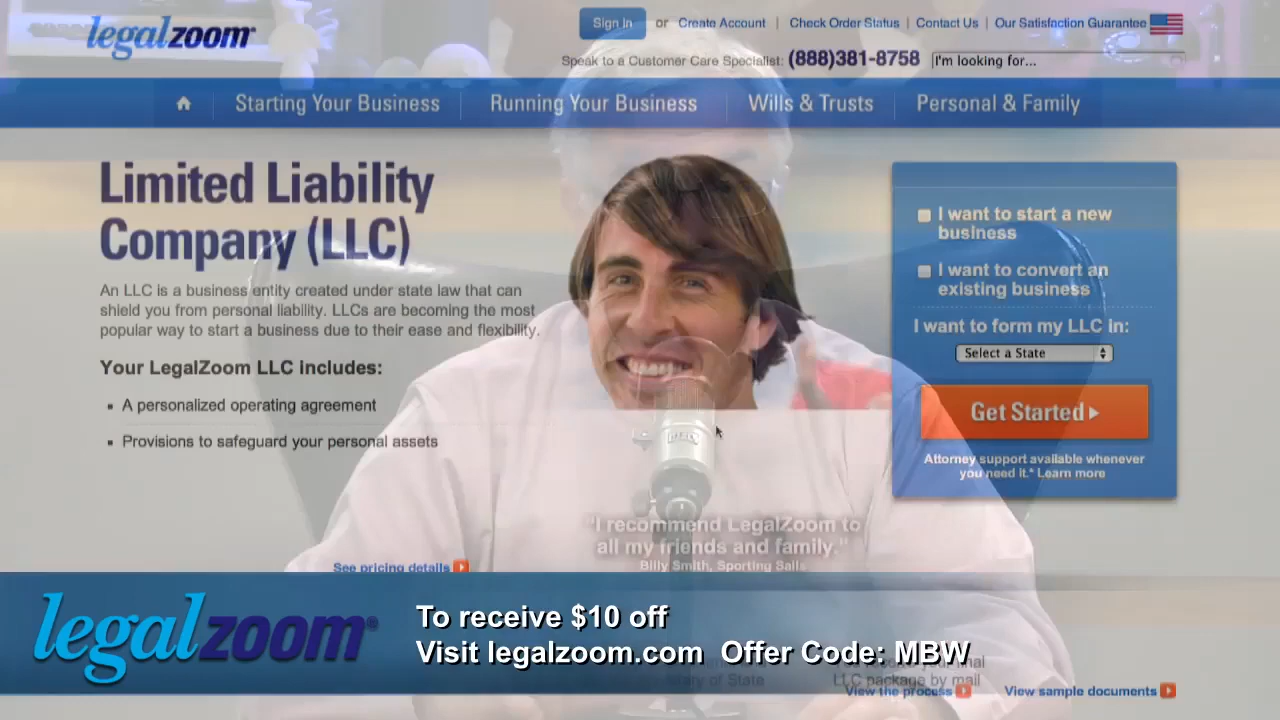 legalzoom
Sign In or Create Account | Check Order Status | Contact Us | Our Satisfaction Guarantee
Speak to a Customer Care Specialist: (888)381-8758 I'm looking for...
Starting Your Business Running Your Business Wills & Trusts Personal & Family
Limited Liability
Company (LLC)
An LLC is a business entity created under state law that can
shield you from personal liability. LLCs are becoming the most
popular way to start a business due to their ease and flexibility.
Your LegalZoom LLC includes:
A personalized operating agreement
Provisions to safeguard your personal assets
See pricing details
I want to start a new
business
I want to convert an
existing business
I want to form my LLC in:
Select a State
Get Started
Attorney support available whenever
you need it.* Learn more
"I recommend LegalZoom to
all my friends and family."
Billy Smith, Sporting Sails
legalzoom®
To receive $10 off
Visit legalzoom.com Offer Code: MBW
of State
LLC package by mail
View the process
View sample documents